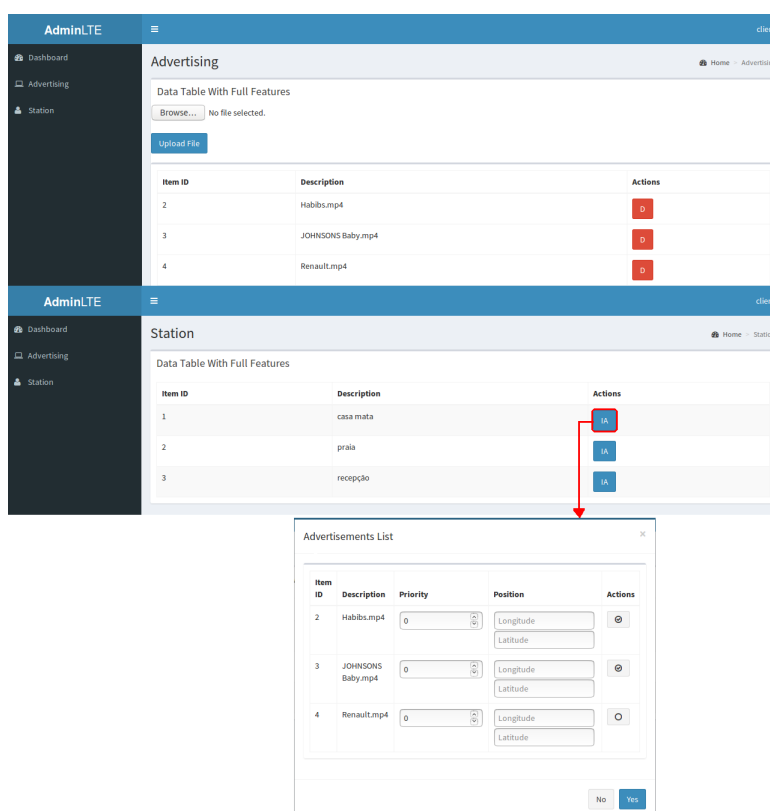 AdminLTE
Dashboard
Advertising
Station
Advertising
Home
Data Table With Full Features
Browse... No file selected.
Upload File
Item ID Description Actions
2 Habibs.mp4 D
3 JOHNSONS Baby.mp4 D
4 Renault.mp4 D
AdminLTE
Dashboard
Advertising
Station
Station
Home
Data Table With Full Features
Item ID Description Actions
1 casa mata IA
2 praia IA
3 recepção IA
Advertisements List ×
Item
ID Description Priority Position Actions
2 Habibs.mp4 0 Longitude
Latitude
3 JOHNSONS 0 Longitude
Baby.mp4
Latitude
4 Renault.mp4 0 Longitude
Latitude
No Yes